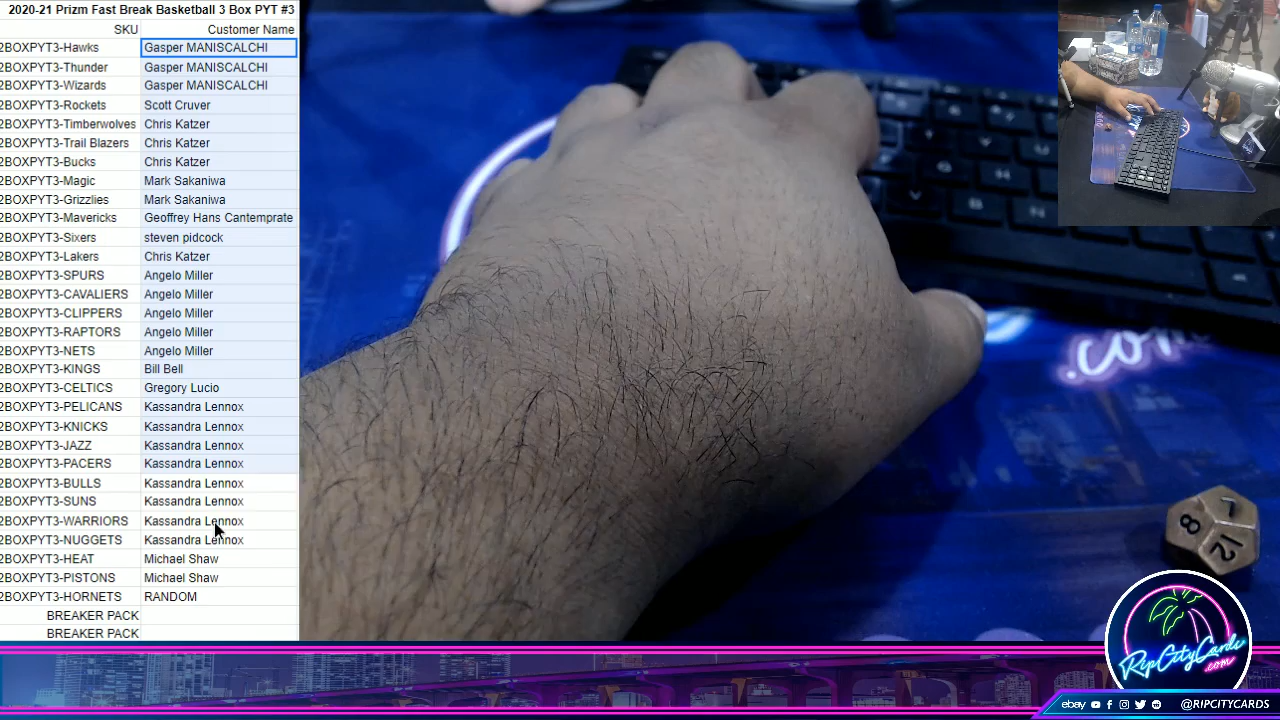 2020-21 Prizm Fast Break Basketball 3 Box PYT #3
SKU Customer Name
2BOXPYT3-Hawks Gasper MANISCALCHI
2BOXPYT3-Thunder Gasper MANISCALCHI
2BOXPYT3-Wizards Gasper MANISCALCHI
2BOXPYT3-Rockets Scott Cruver
2BOXPYT3-Timberwolves Chris Katzer
2BOXPYT3-Trail Blazers Chris Katzer
2BOXPYT3-Bucks Chris Katzer
2BOXPYT3-Magic Mark Sakaniwa
2BOXPYT3-Grizzlies Mark Sakaniwa
2BOXPYT3-Mavericks Geoffrey Hans Cantemprate
2BOXPYT3-Sixers steven pidcock
2BOXPYT3-Lakers Chris Katzer
2BOXPYT3-SPURS Angelo Miller
2BOXPYT3-CAVALIERS Angelo Miller
2BOXPYT3-CLIPPERS Angelo Miller
2BOXPYT3-RAPTORS Angelo Miller
2BOXPYT3-NETS Angelo Miller
2BOXPYT3-KINGS Bill Bell
2BOXPYT3-CELTICS Gregory Lucio
2BOXPYT3-PELICANS Kassandra Lennox
2BOXPYT3-KNICKS Kassandra Lennox
2BOXPYT3-JAZZ Kassandra Lennox
2BOXPYT3-PACERS Kassandra Lennox
2BOXPYT3-BULLS Kassandra Lennox
2BOXPYT3-SUNS Kassandra Lennox
2BOXPYT3-WARRIORS Kassandra Lennox
2BOXPYT3-NUGGETS Kassandra Lennox
2BOXPYT3-HEAT Michael Shaw
2BOXPYT3-PISTONS Michael Shaw
2BOXPYT3-HORNETS RANDOM
BREAKER PACK
BREAKER PACK
.com
7
8
12
RipCityCards
.com
ebay @RIPCITYCARDS